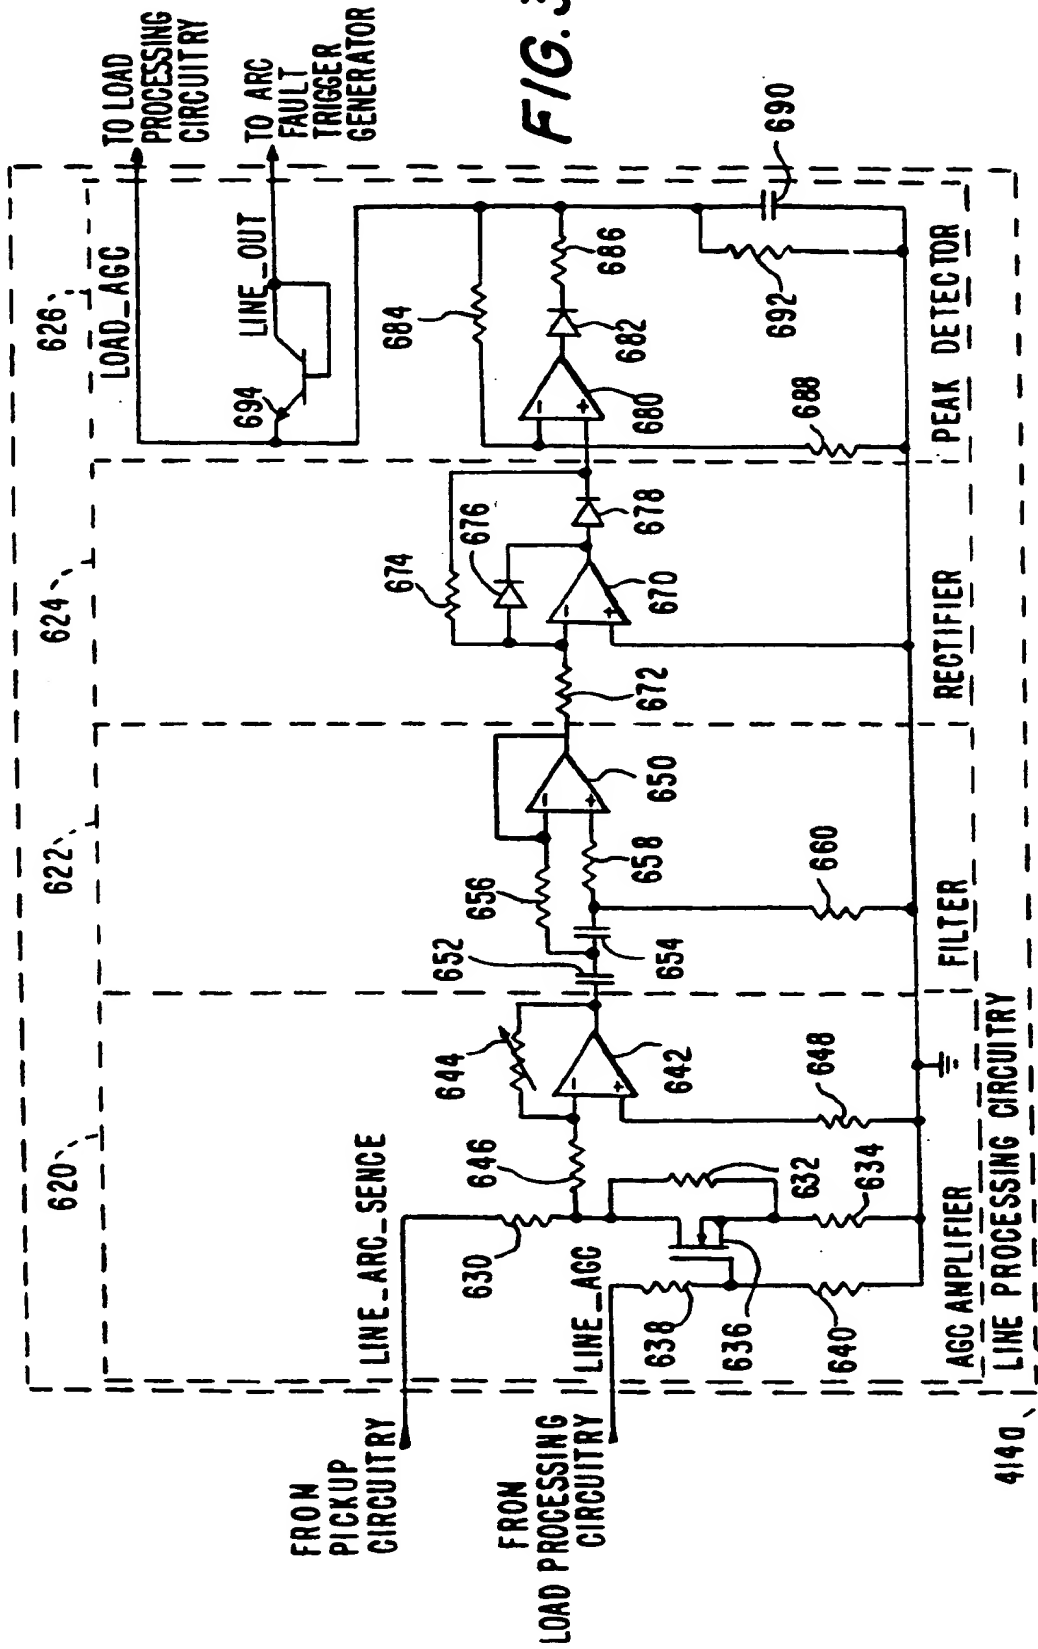 FROM
PICKUP
CIRCUITRY
FROM
LOAD PROCESSING
CIRCUITRY
414a
LINE_ARC_SENCE
LINE_AGC
620
630
632
634
636
638
640
642
644
646
648
AGC AMPLIFIER
LINE PROCESSING CIRCUITRY
622
650
652
654
656
658
660
FILTER
624
670
672
674
676
678
RECTIFIER
626
LOAD_AGC
LINE_OUT
694
680
682
684
686
688
690
692
PEAK DETECTOR
TO LOAD
PROCESSING
CIRCUITRY
TO ARC
FAULT
TRIGGER
GENERATOR
FIG. 3